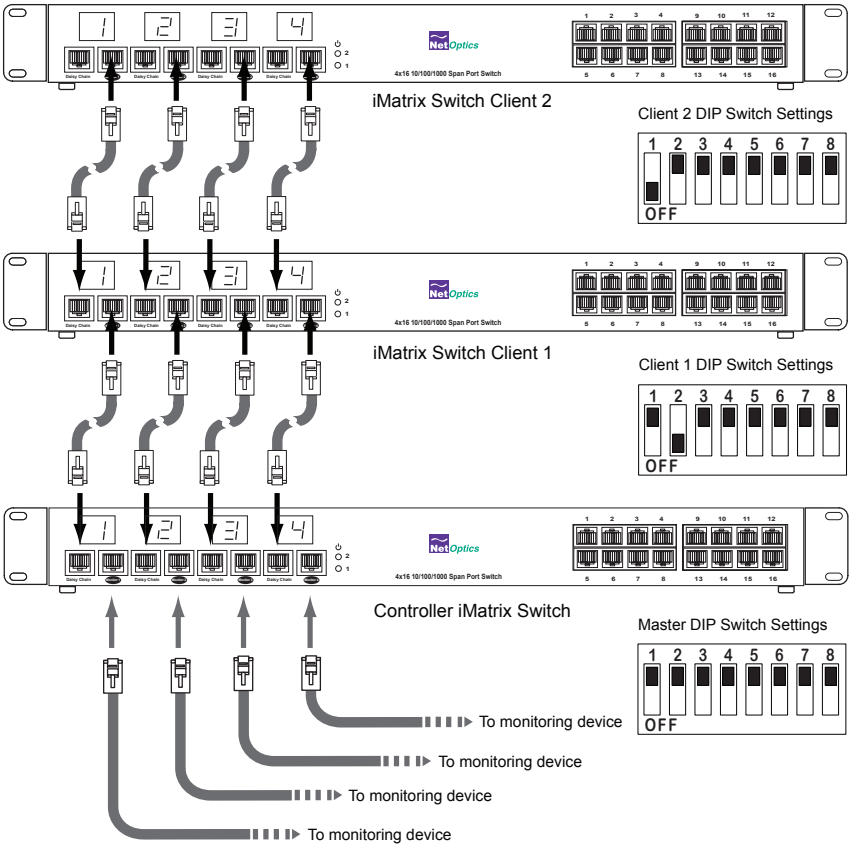 1 2 3 4
1 2 3 4 9 10 11 12
Net Optics
2
1
Daisy Chain Daisy Chain Daisy Chain Daisy Chain
4x16 10/100/1000 Span Port Switch
5 6 7 8 13 14 15 16
iMatrix Switch Client 2
Client 2 DIP Switch Settings
1 2 3 4 5 6 7 8
OFF
1 2 3 4
1 2 3 4 9 10 11 12
Net Optics
2
1
Daisy Chain Daisy Chain Daisy Chain Daisy Chain
4x16 10/100/1000 Span Port Switch
5 6 7 8 13 14 15 16
iMatrix Switch Client 1
Client 1 DIP Switch Settings
1 2 3 4 5 6 7 8
OFF
1 2 3 4
1 2 3 4 9 10 11 12
Net Optics
2
1
Daisy Chain Daisy Chain Daisy Chain Daisy Chain
4x16 10/100/1000 Span Port Switch
5 6 7 8 13 14 15 16
Controller iMatrix Switch
Master DIP Switch Settings
1 2 3 4 5 6 7 8
OFF
To monitoring device
To monitoring device
To monitoring device
To monitoring device